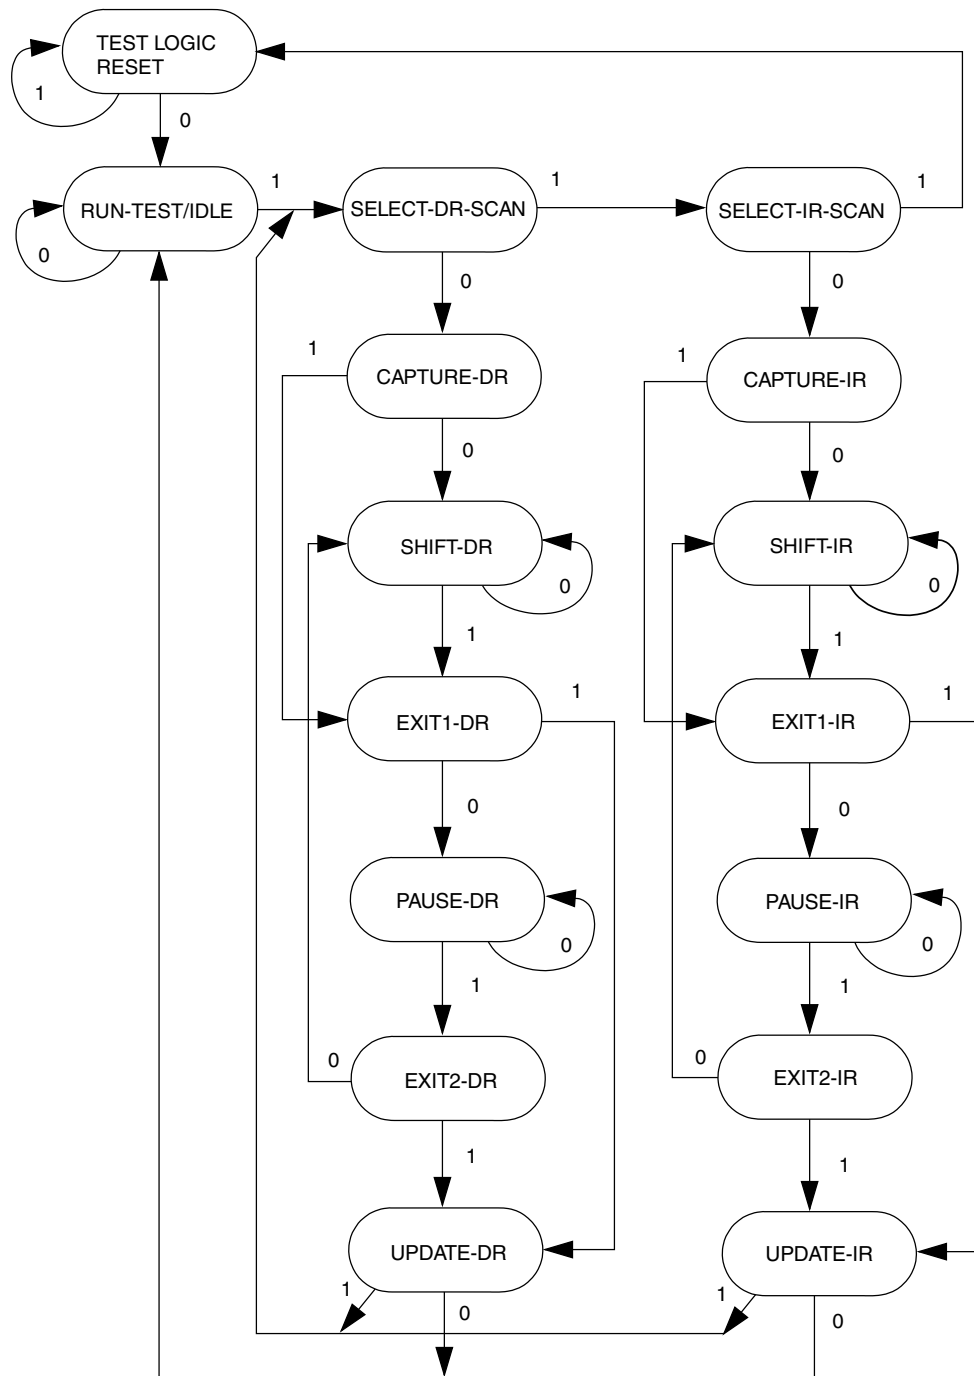 TEST LOGIC
RESET
1
0
RUN-TEST/IDLE
1
0
SELECT-DR-SCAN
1
SELECT-IR-SCAN
1
0
0
1
CAPTURE-DR
1
CAPTURE-IR
0
0
SHIFT-DR
0
SHIFT-IR
0
1
1
EXIT1-DR
1
EXIT1-IR
1
0
0
PAUSE-DR
0
PAUSE-IR
0
1
1
0
EXIT2-DR
0
EXIT2-IR
1
1
UPDATE-DR
UPDATE-IR
1
0
1
0